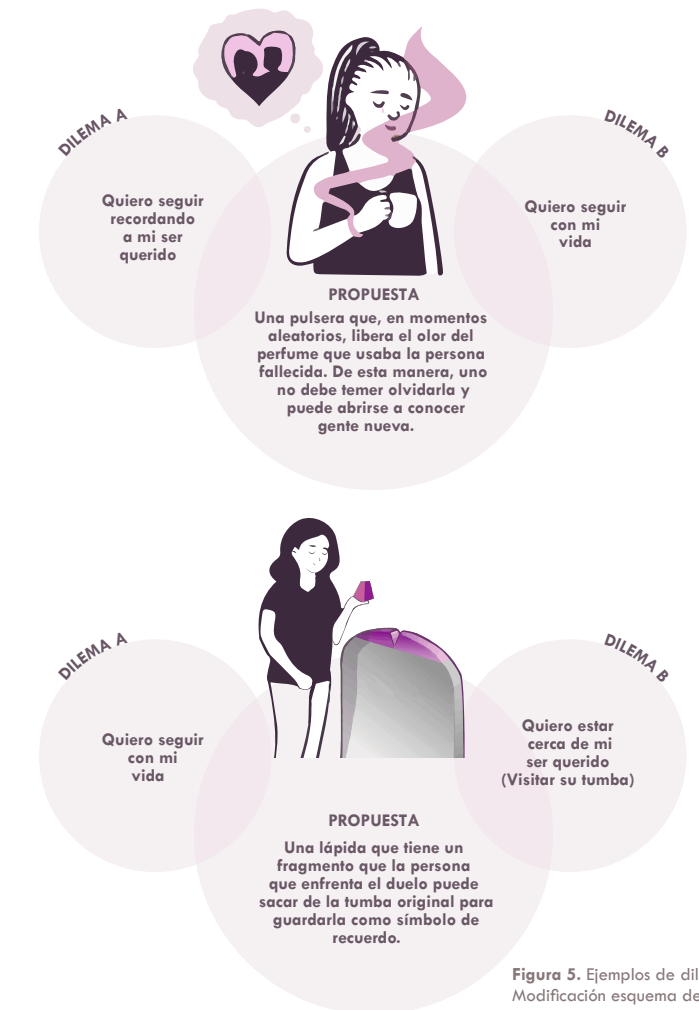 DILEMA A
Quiero seguir
recordando
a mi ser
querido
DILEMA B
Quiero seguir
con mi
vida
PROPUESTA
Una pulsera que, en momentos
aleatorios, libera el olor del
perfume que usaba la persona
fallecida. De esta manera, uno
no debe temer olvidarla y
puede abrirse a conocer
gente nueva.
DILEMA A
Quiero seguir
con mi
vida
DILEMA B
Quiero estar
cerca de mi
ser querido
(Visitar su tumba)
PROPUESTA
Una lápida que tiene un
fragmento que la persona
que enfrenta el duelo puede
sacar de la tumba original para
guardarla como símbolo de
recuerdo.
Figura 5. Ejemplos de dil
Modificación esquema de